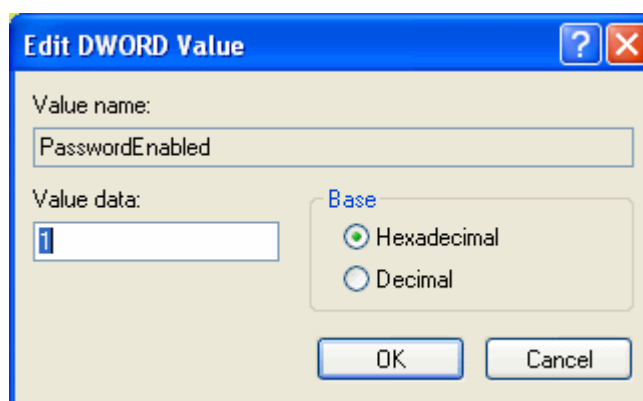 Edit DWORD Value
?
Value name:
PasswordEnabled
Value data:
1
Base
Hexadecimal
Decimal
OK
Cancel